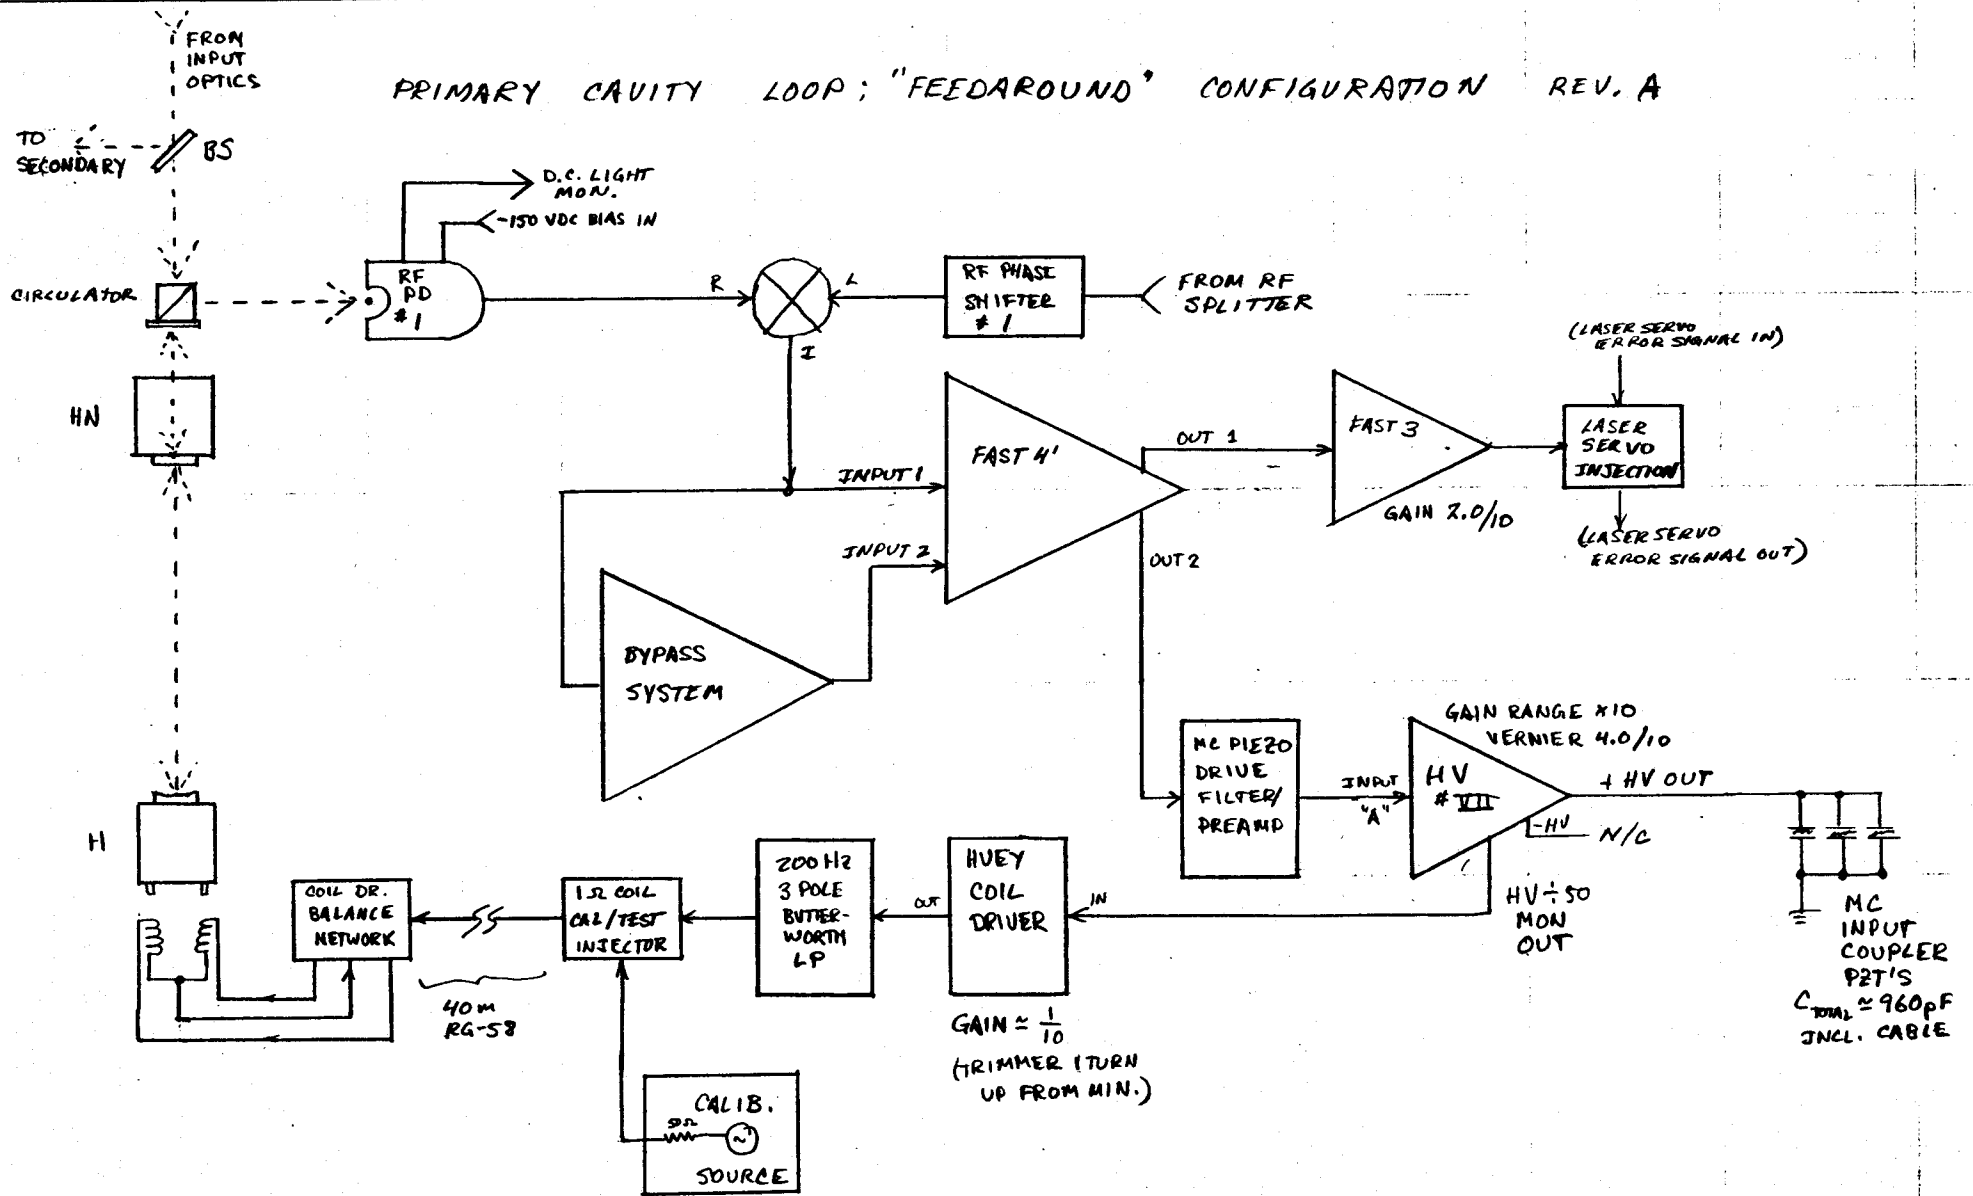 FROM
INPUT
OPTICS
PRIMARY CAVITY LOOP; "FEEDAROUND" CONFIGURATION REV. A
TO
SECONDARY
BS
D.C. LIGHT
MON.
-150 VDC BIAS IN
CIRCULATOR
RF
PD
#1
R
L
I
RF PHASE
SHIFTER
# 1
FROM RF
SPLITTER
(LASER SERVO
ERROR SIGNAL IN)
HN
FAST 4'
OUT 1
FAST 3
LASER
SERVO
INJECTION
INPUT 1
GAIN 2.0/10
INPUT 2
OUT 2
(LASER SERVO
ERROR SIGNAL OUT)
BYPASS
SYSTEM
MC PIEZO
DRIVE
FILTER/
PREAMP
INPUT
"A"
GAIN RANGE x10
VERNIER 4.0/10
HV
# VII
+ HV OUT
-HV
N/C
H
COIL DR.
BALANCE
NETWORK
1Ω COIL
CAL/TEST
INJECTOR
200 Hz
3 POLE
BUTTER-
WORTH
LP
OUT
HUEY
COIL
DRIVER
IN
HV÷50
MON
OUT
MC
INPUT
COUPLER
PZT'S
C TOTAL ≃ 960pF
INCL. CABLE
40m
RG-58
GAIN ≃ 1/10
(TRIMMER 1 TURN
UP FROM MIN.)
CALIB.
50Ω
SOURCE